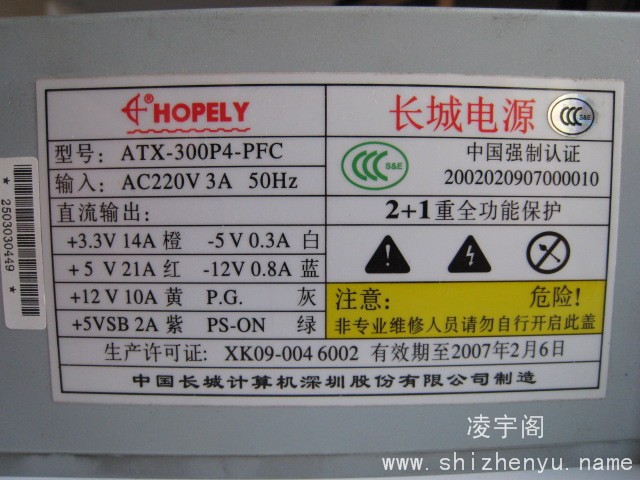 ® HOPELY
长城电源
S&E
型号: ATX-300P4-PFC
S&E
中国强制认证
输入: AC220V 3A 50Hz
2002020907000010
直流输出:
2+1重全功能保护
+3.3V 14A 橙 -5V 0.3A 白
+5V 21A 红 -12V 0.8A 蓝
+12V 10A 黄 P.G. 灰
注意: 危险!
+5VSB 2A 紫 PS-ON 绿
非专业维修人员请勿自行开启此盖
生产许可证: XK09-004 6002 有效期至2007年2月6日
中国长城计算机深圳股份有限公司制造
* 2503030449 *
凌宇阁
www.shizhenyu.name